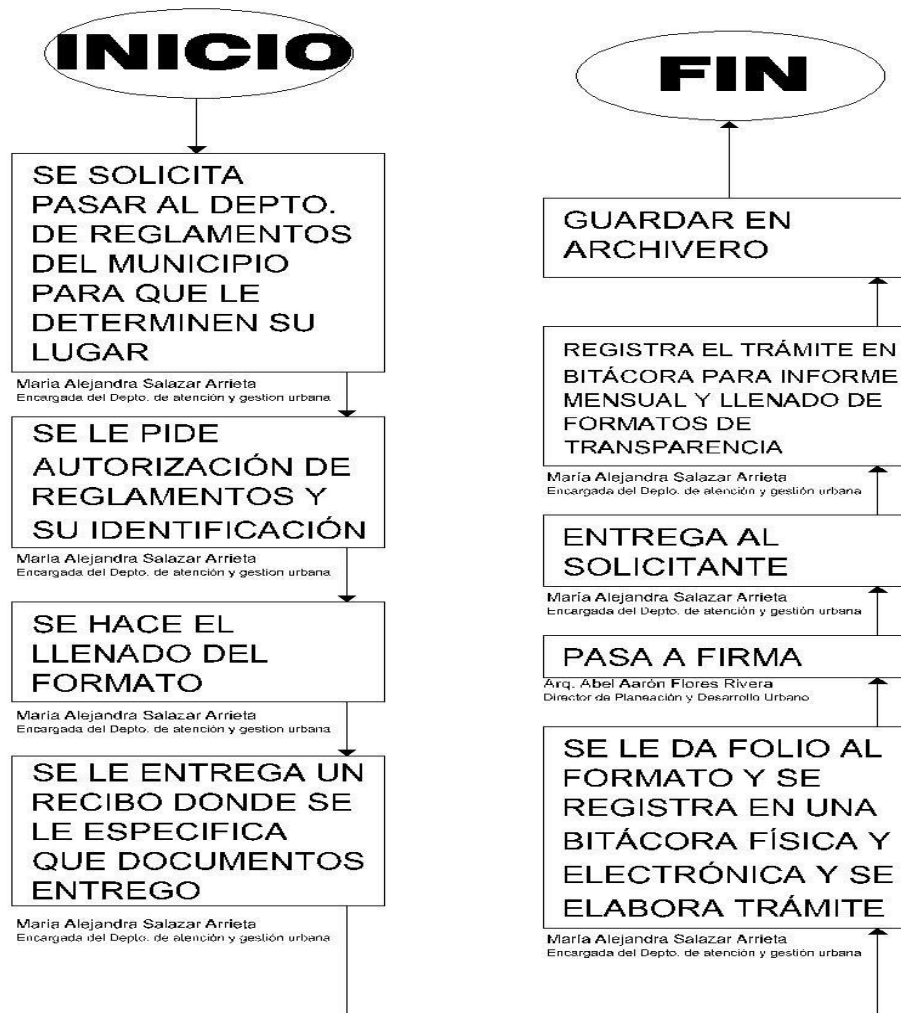 INICIO
SE SOLICITA
PASAR AL DEPTO.
DE REGLAMENTOS
DEL MUNICIPIO
PARA QUE LE
DETERMINEN SU
LUGAR
María Alejandra Salazar Arrieta
Encargada del Depto. de atención y gestión urbana
SE LE PIDE
AUTORIZACIÓN DE
REGLAMENTOS Y
SU IDENTIFICACIÓN
María Alejandra Salazar Arrieta
Encargada del Depto. de atención y gestión urbana
SE HACE EL
LLENADO DEL
FORMATO
María Alejandra Salazar Arrieta
Encargada del Depto. de atención y gestión urbana
SE LE ENTREGA UN
RECIBO DONDE SE
LE ESPECIFICA
QUE DOCUMENTOS
ENTREGO
María Alejandra Salazar Arrieta
Encargada del Depto. de atención y gestión urbana
SE LE DA FOLIO AL
FORMATO Y SE
REGISTRA EN UNA
BITÁCORA FÍSICA Y
ELECTRÓNICA Y SE
ELABORA TRÁMITE
María Alejandra Salazar Arrieta
Encargada del Depto. de atención y gestión urbana
PASA A FIRMA
Arq. Abel Aarón Flores Rivera
Director de Planeación y Desarrollo Urbano
ENTREGA AL
SOLICITANTE
María Alejandra Salazar Arrieta
Encargada del Depto. de atención y gestión urbana
REGISTRA EL TRÁMITE EN
BITÁCORA PARA INFORME
MENSUAL Y LLENADO DE
FORMATOS DE
TRANSPARENCIA
María Alejandra Salazar Arrieta
Encargada del Depto. de atención y gestión urbana
GUARDAR EN
ARCHIVERO
FIN